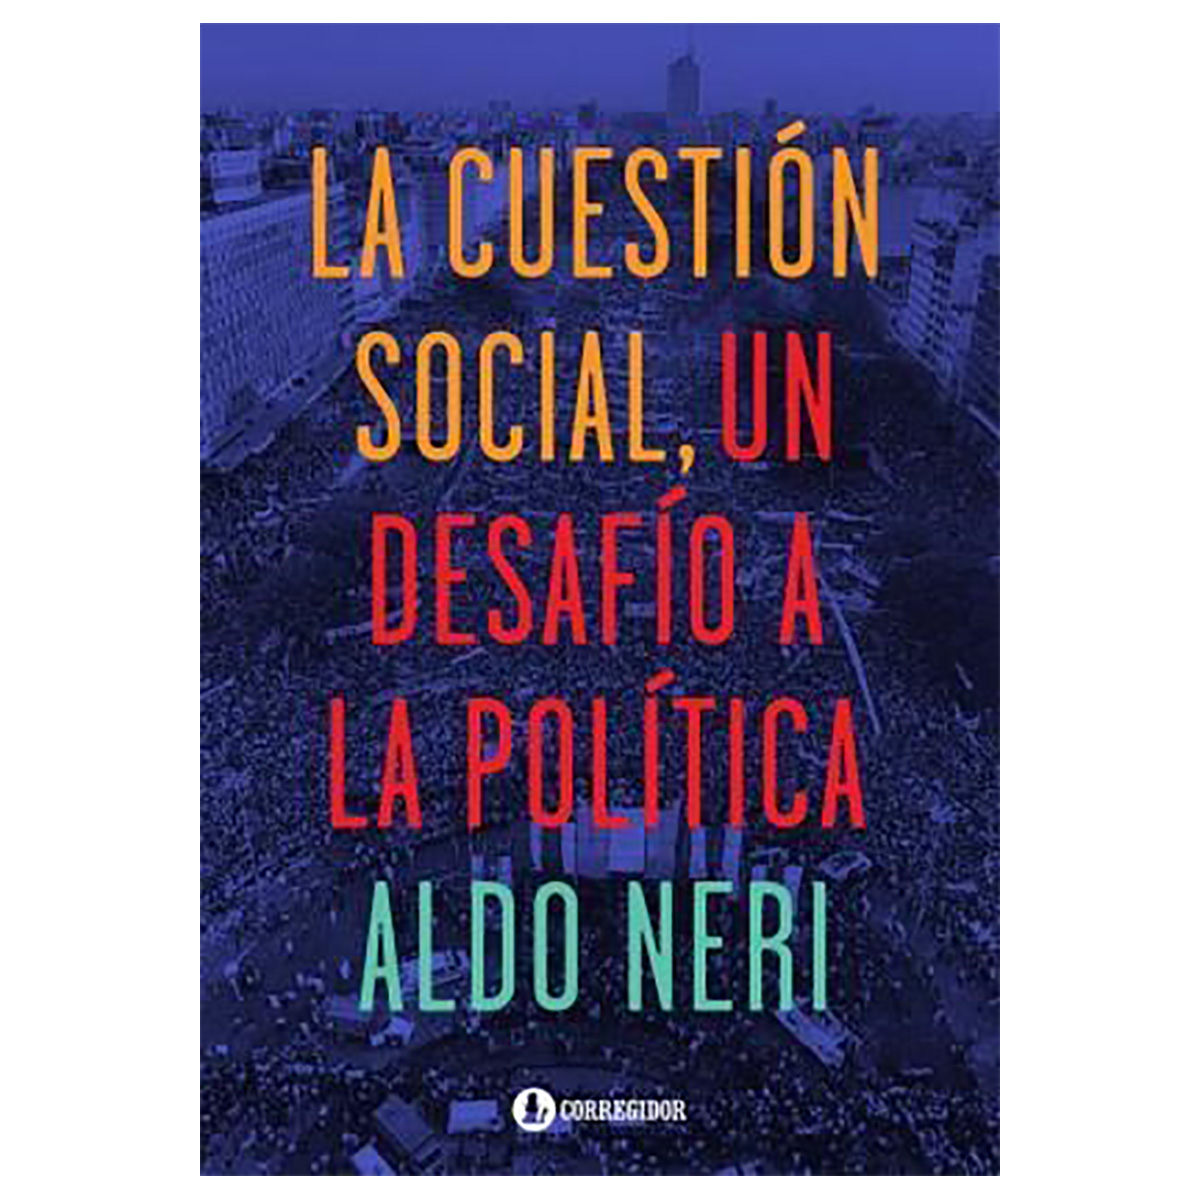 LA CUESTIÓN
SOCIAL, UN
DESAFÍO A
LA POLÍTICA
ALDO NERI
CORREGIDOR